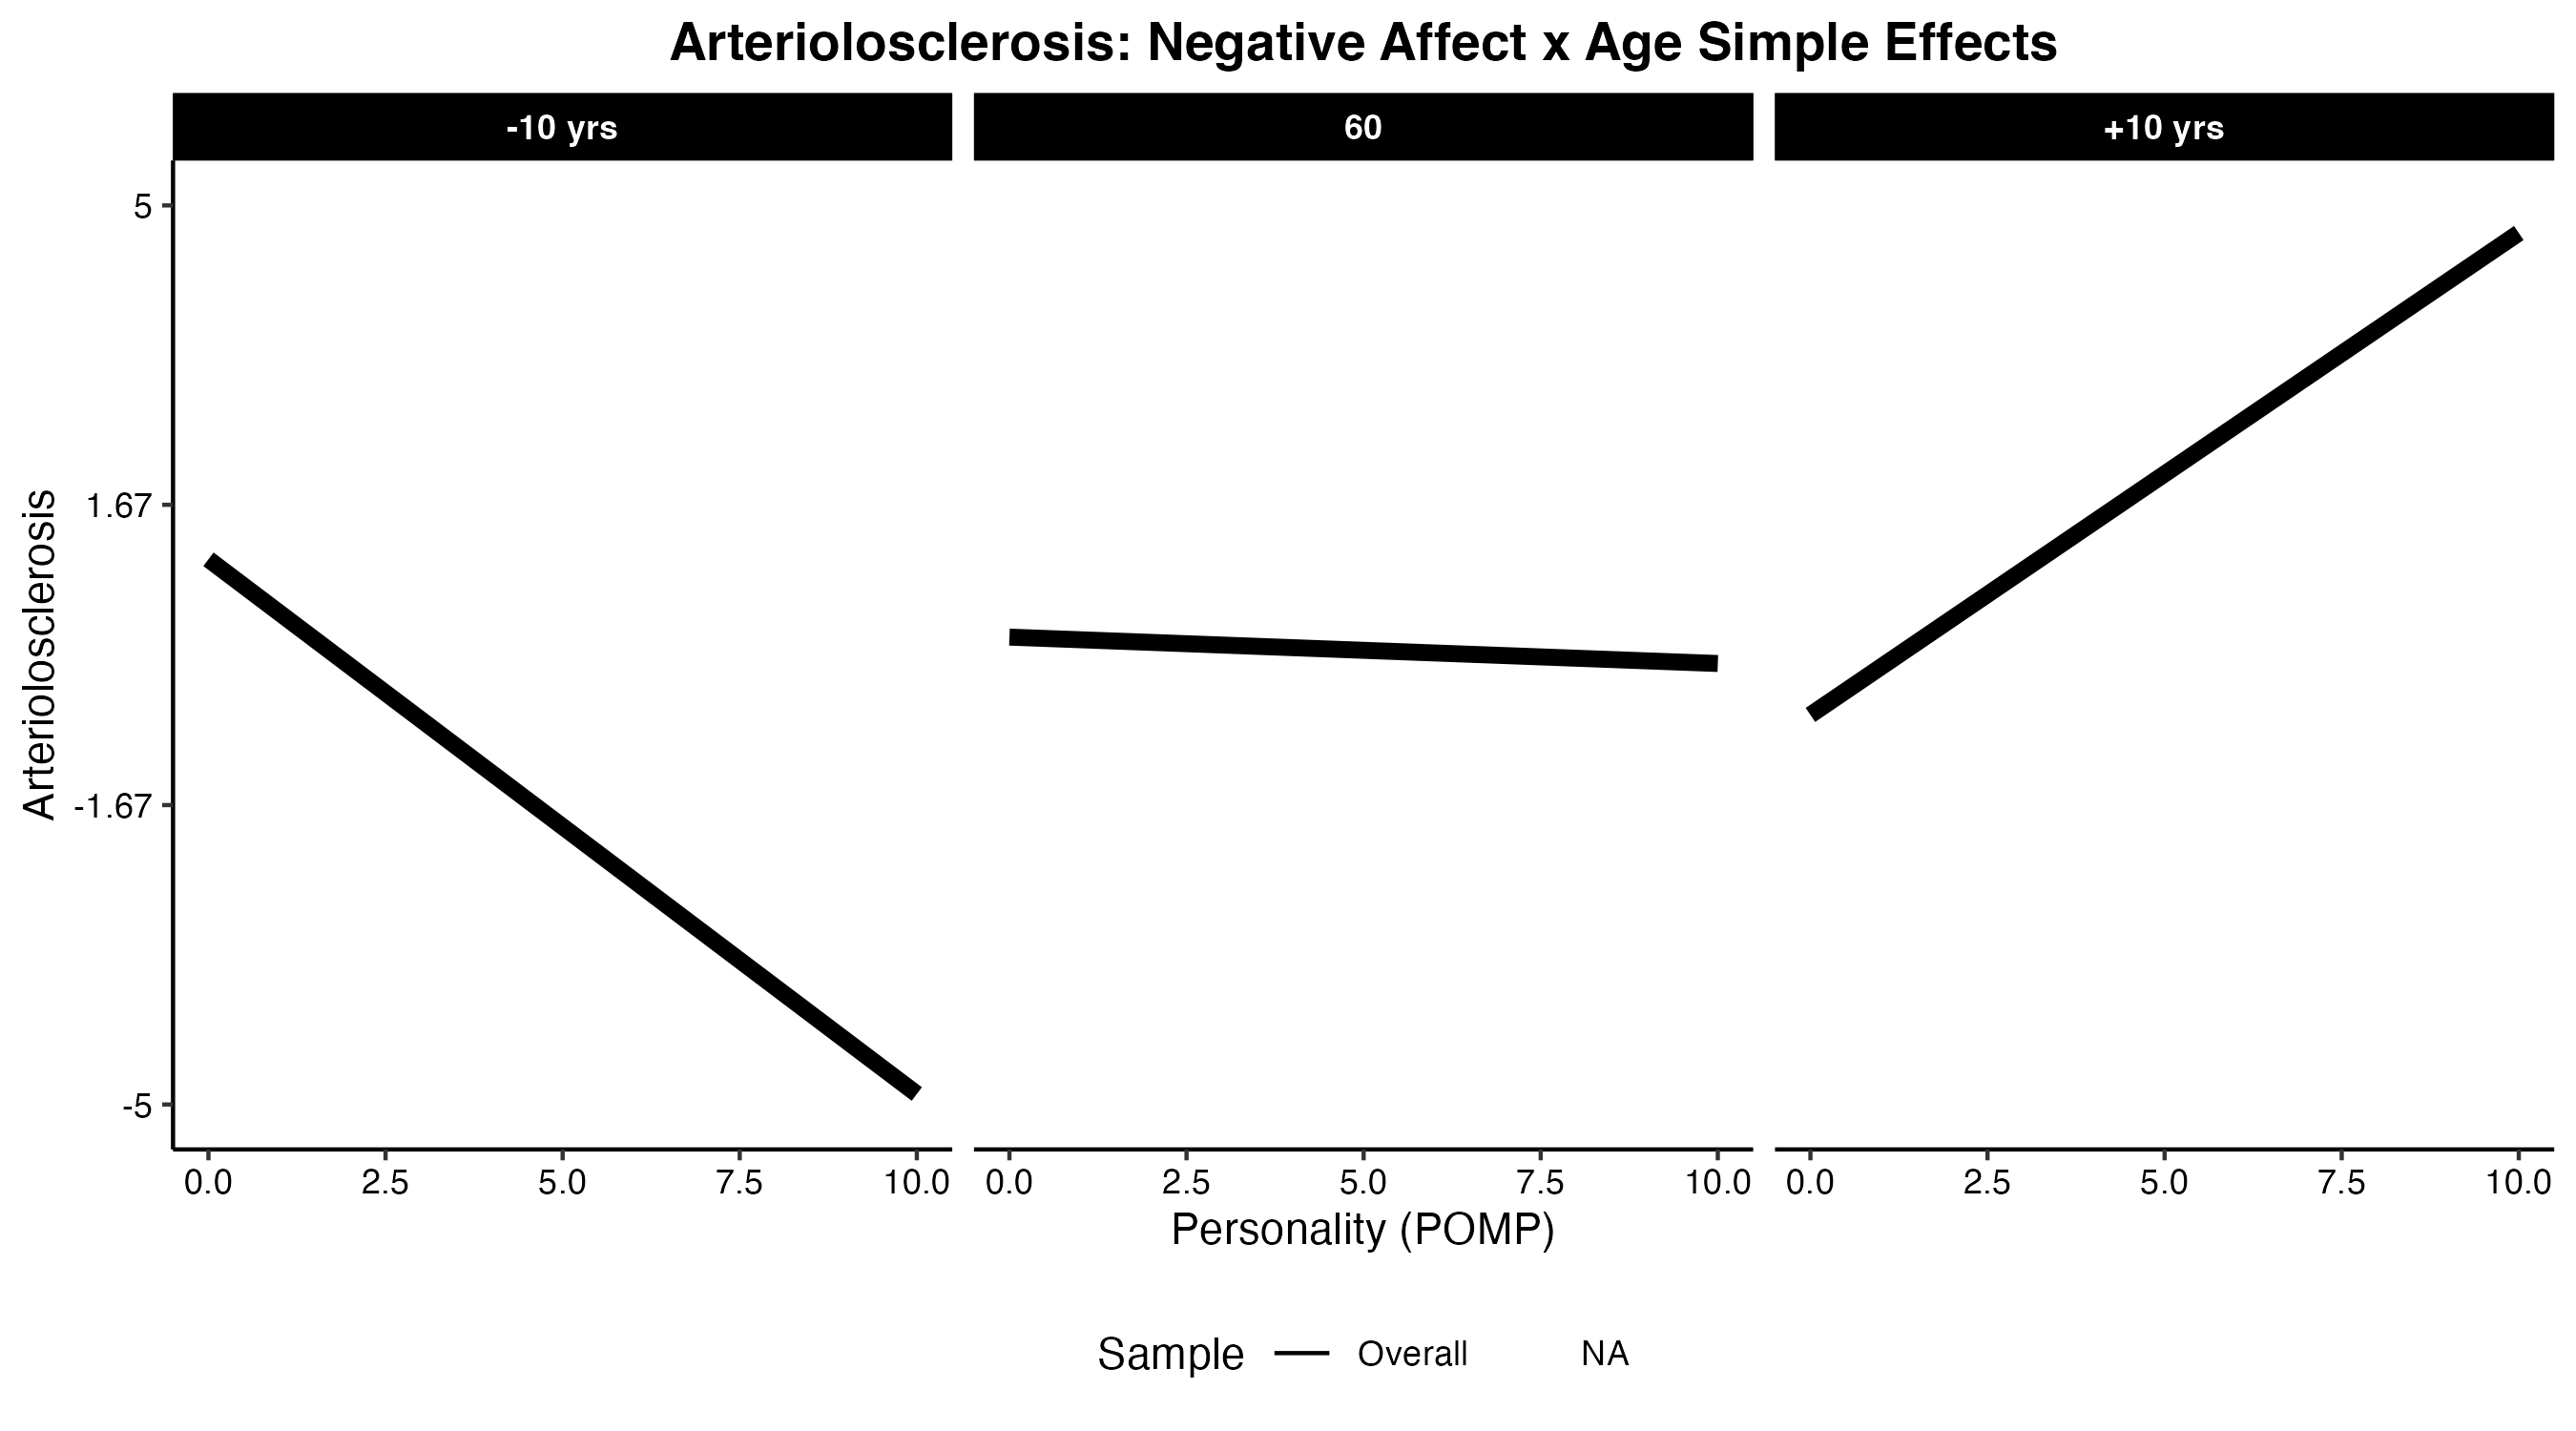 Arteriolosclerosis: Negative Affect x Age Simple Effects
-10 yrs
60
+10 yrs
Arteriolosclerosis
5
1.67
-1.67
-5
0.0 2.5 5.0 7.5 10.0 0.0 2.5 5.0 7.5 10.0 0.0 2.5 5.0 7.5 10.0
Personality (POMP)
Sample Overall NA